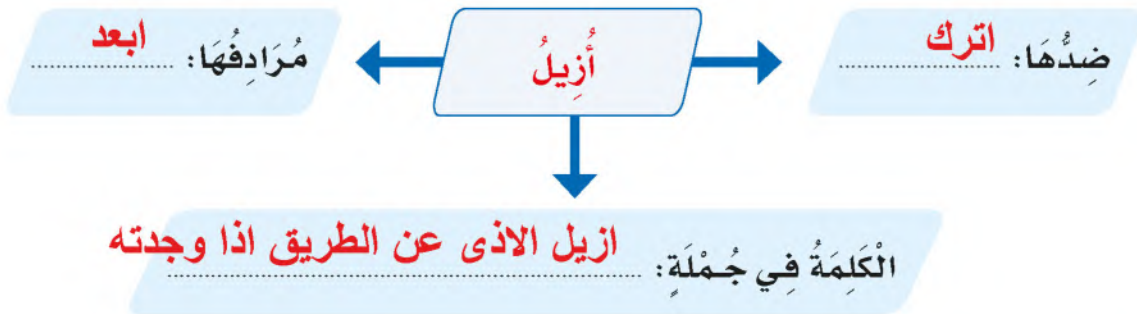 ضِدُّهَا: اترك
أُزِيلُ
مُرَادِفُهَا: ابعد
الْكَلِمَةُ فِي جُمْلَةٍ: ازيل الاذى عن الطريق اذا وجدته